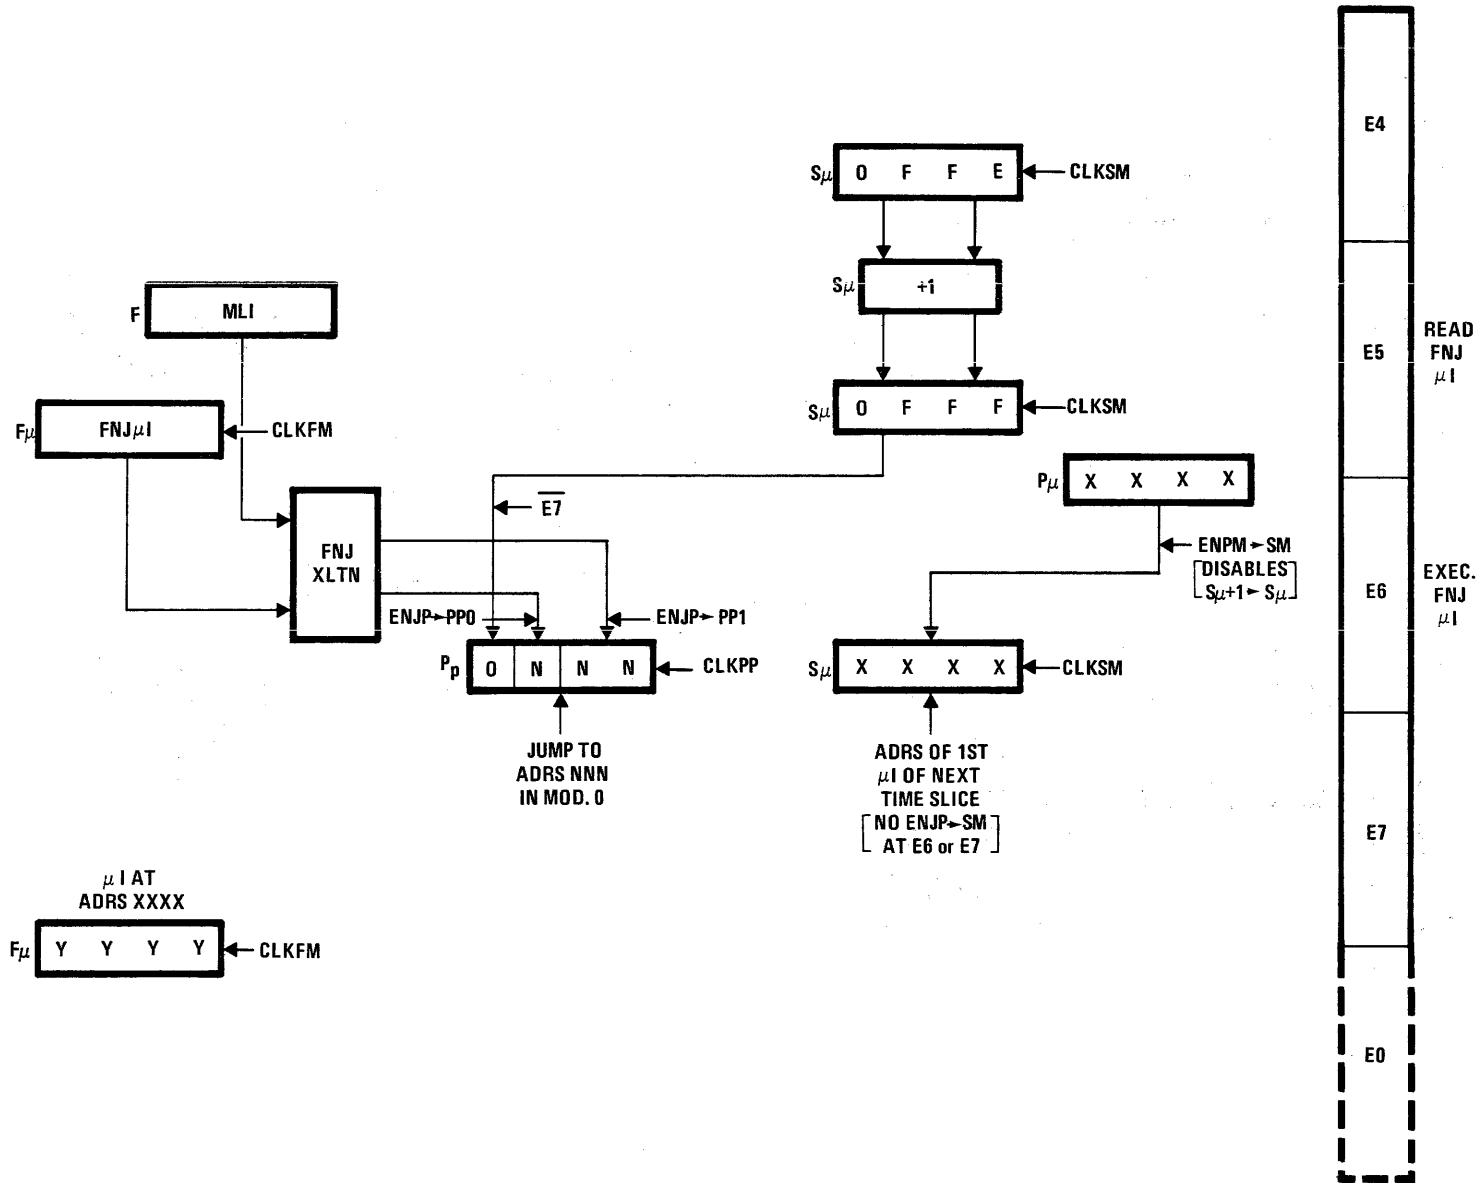 E4
Sμ O F F E CLKSM
Sμ +1
F MLI
E5
READ
FNJ
μI
Sμ O F F F CLKSM
Fμ FNJμI CLKFM
Pμ X X X X
E7
FNJ
XLTN
ENPM→SM
[DISABLES]
[Sμ+1→Sμ]
E6
EXEC.
FNJ
μI
ENJP→PP0
ENJP→PP1
Pp O N N N CLKPP
Sμ X X X X CLKSM
JUMP TO
ADRS NNN
IN MOD. 0
ADRS OF 1ST
μI OF NEXT
TIME SLICE
[NO ENJP→SM]
[AT E6 or E7]
E7
μI AT
ADRS XXXX
Fμ Y Y Y Y CLKFM
E0